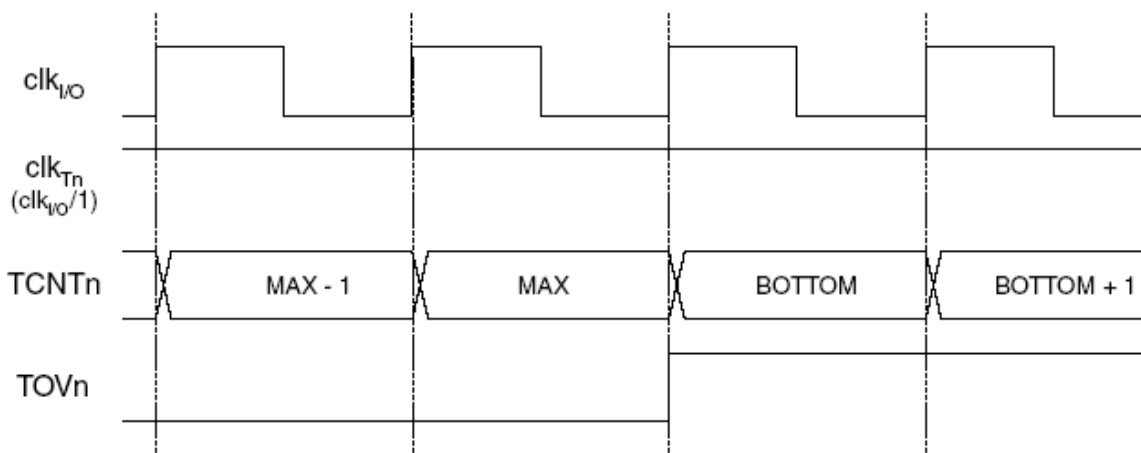 clkI/O
clkTn
(clkI/O/1)
TCNTn MAX - 1 MAX BOTTOM BOTTOM + 1
TOVn